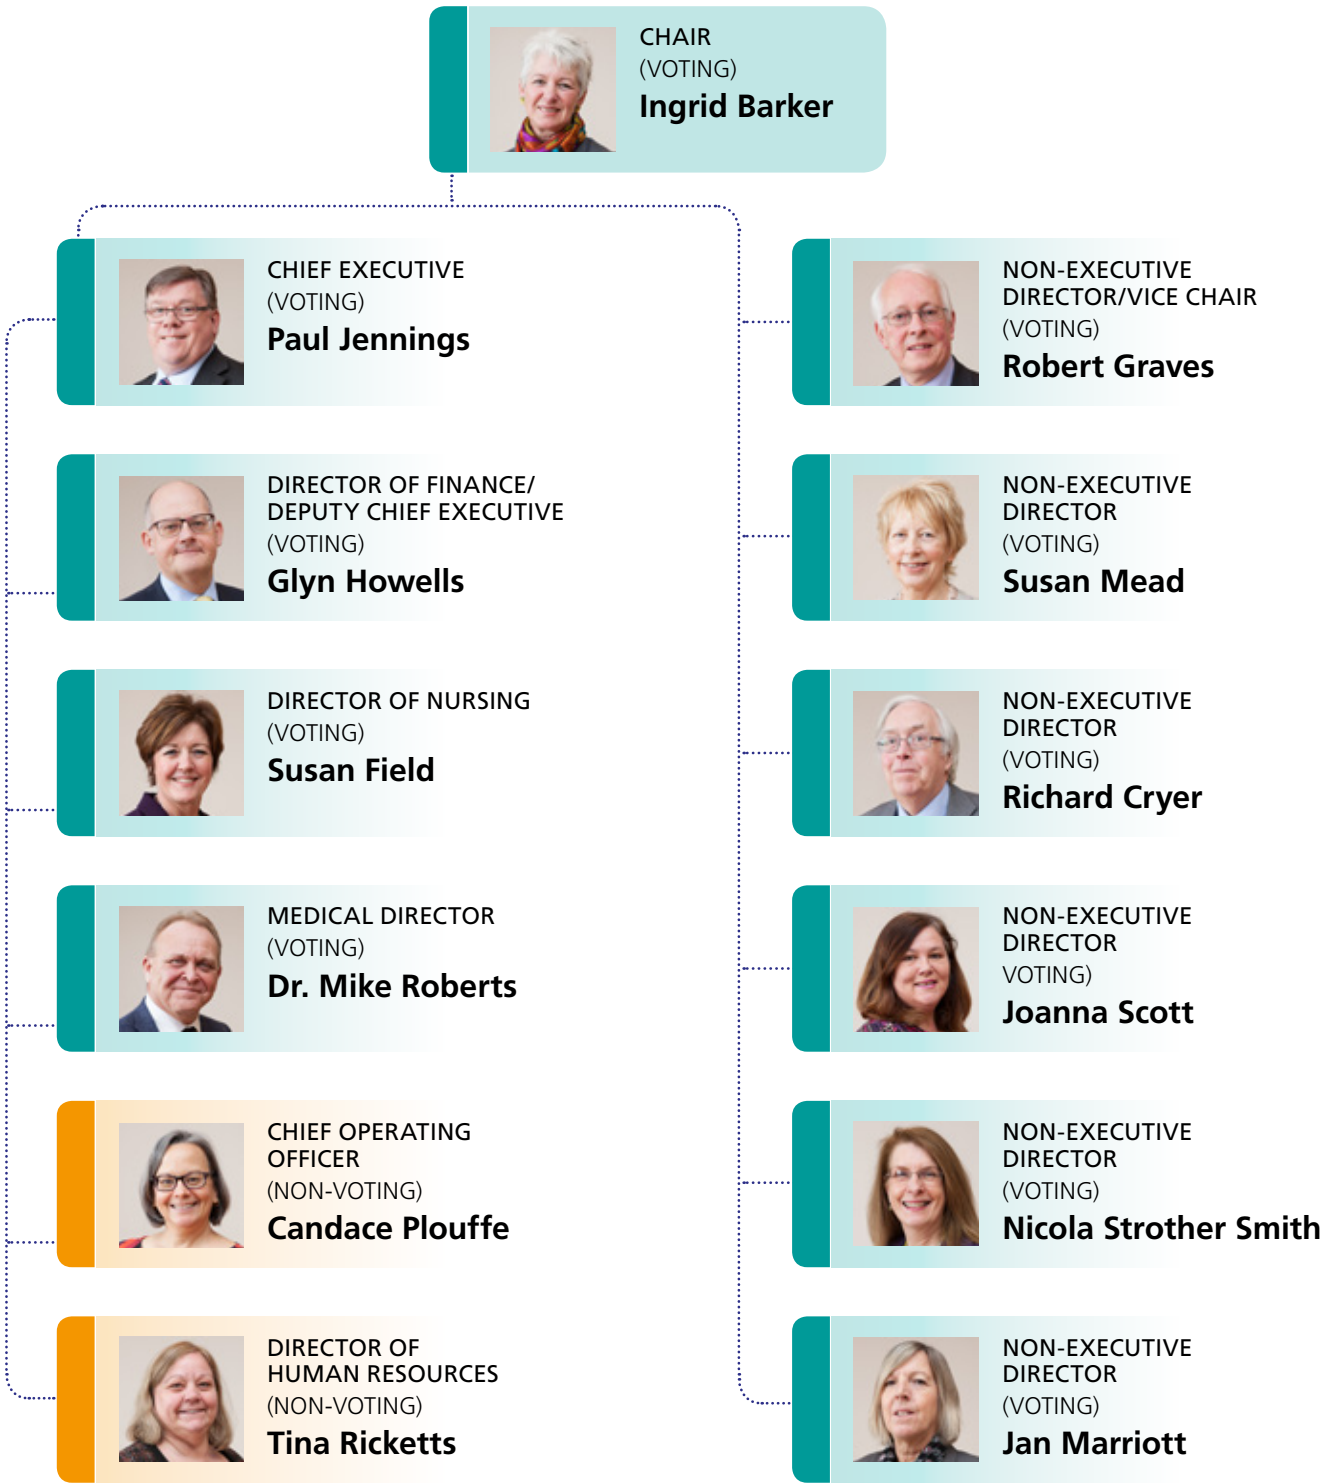 CHAIR
(VOTING)
Ingrid Barker
CHIEF EXECUTIVE
(VOTING)
Paul Jennings
DIRECTOR OF FINANCE/
DEPUTY CHIEF EXECUTIVE
(VOTING)
Glyn Howells
DIRECTOR OF NURSING
(VOTING)
Susan Field
MEDICAL DIRECTOR
(VOTING)
Dr. Mike Roberts
CHIEF OPERATING
OFFICER
(NON-VOTING)
Candace Plouffe
DIRECTOR OF
HUMAN RESOURCES
(NON-VOTING)
Tina Ricketts
NON-EXECUTIVE
DIRECTOR/VICE CHAIR
(VOTING)
Robert Graves
NON-EXECUTIVE
DIRECTOR
(VOTING)
Susan Mead
NON-EXECUTIVE
DIRECTOR
(VOTING)
Richard Cryer
NON-EXECUTIVE
DIRECTOR
VOTING)
Joanna Scott
NON-EXECUTIVE
DIRECTOR
(VOTING)
Nicola Strother Smith
NON-EXECUTIVE
DIRECTOR
(VOTING)
Jan Marriott